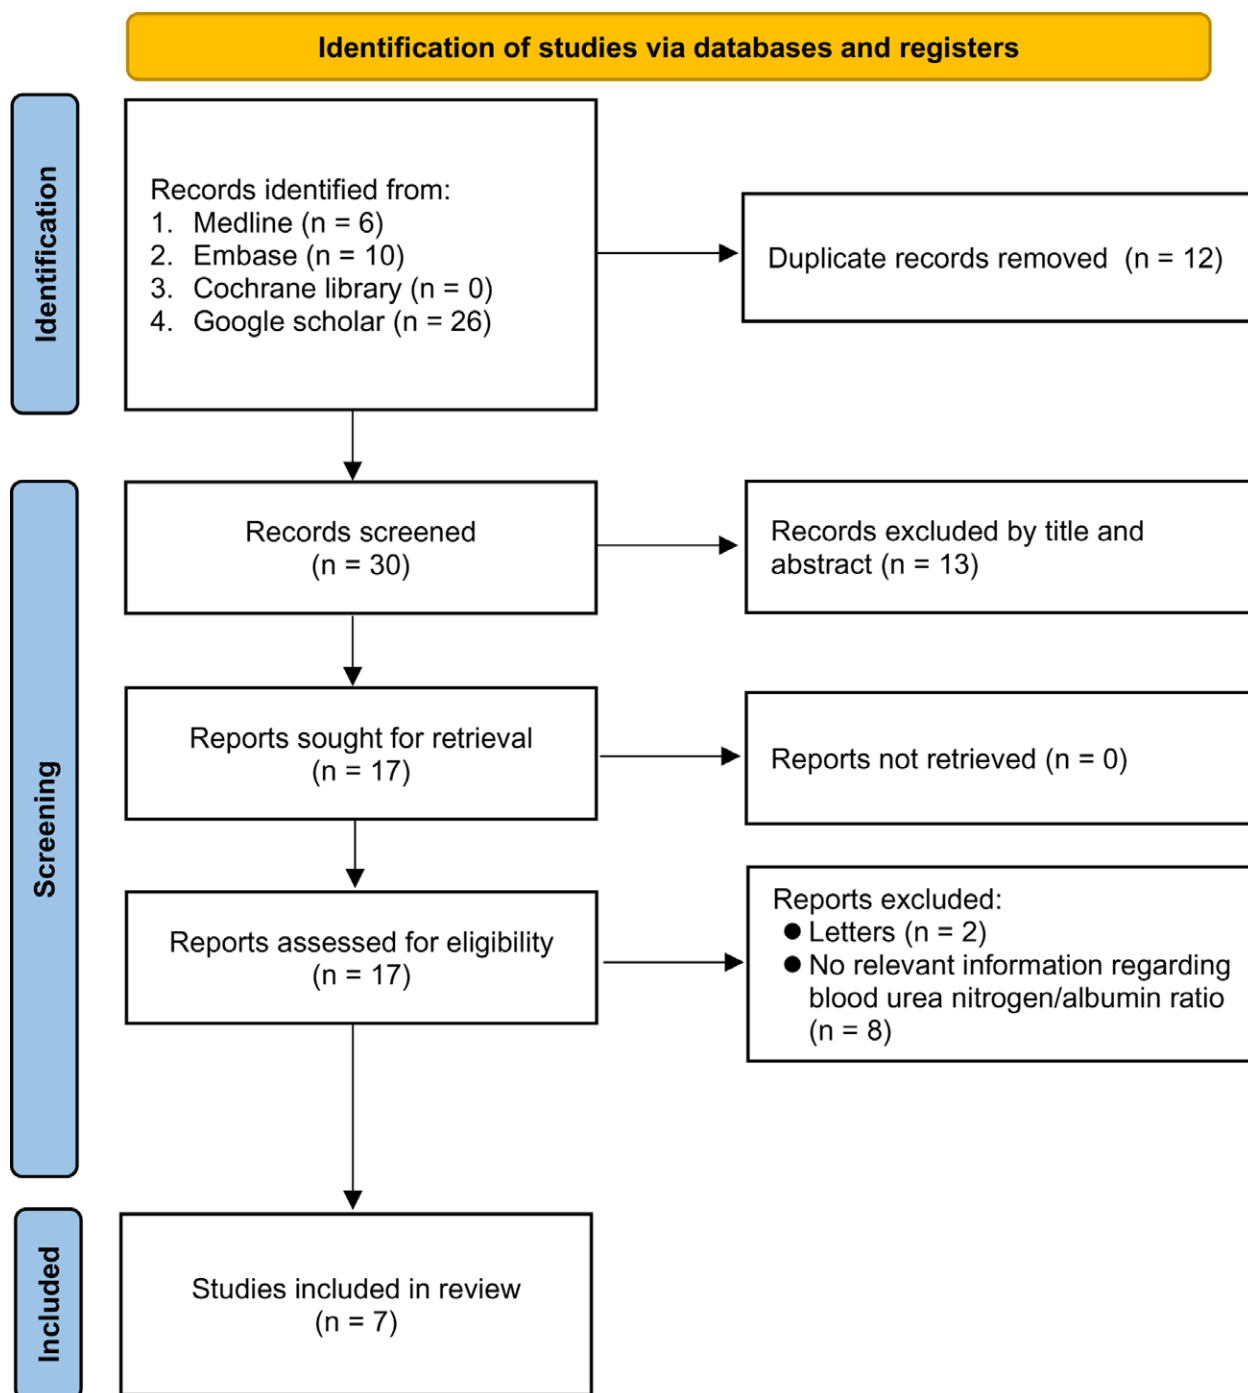 Identification of studies via databases and registers
Identification
Records identified from:
1. Medline (n = 6)
2. Embase (n = 10)
3. Cochrane library (n = 0)
4. Google scholar (n = 26)
Duplicate records removed (n = 12)
Screening
Records screened
(n = 30)
Records excluded by title and
abstract (n = 13)
Reports sought for retrieval
(n = 17)
Reports not retrieved (n = 0)
Reports assessed for eligibility
(n = 17)
Reports excluded:
● Letters (n = 2)
● No relevant information regarding
blood urea nitrogen/albumin ratio
(n = 8)
Included
Studies included in review
(n = 7)